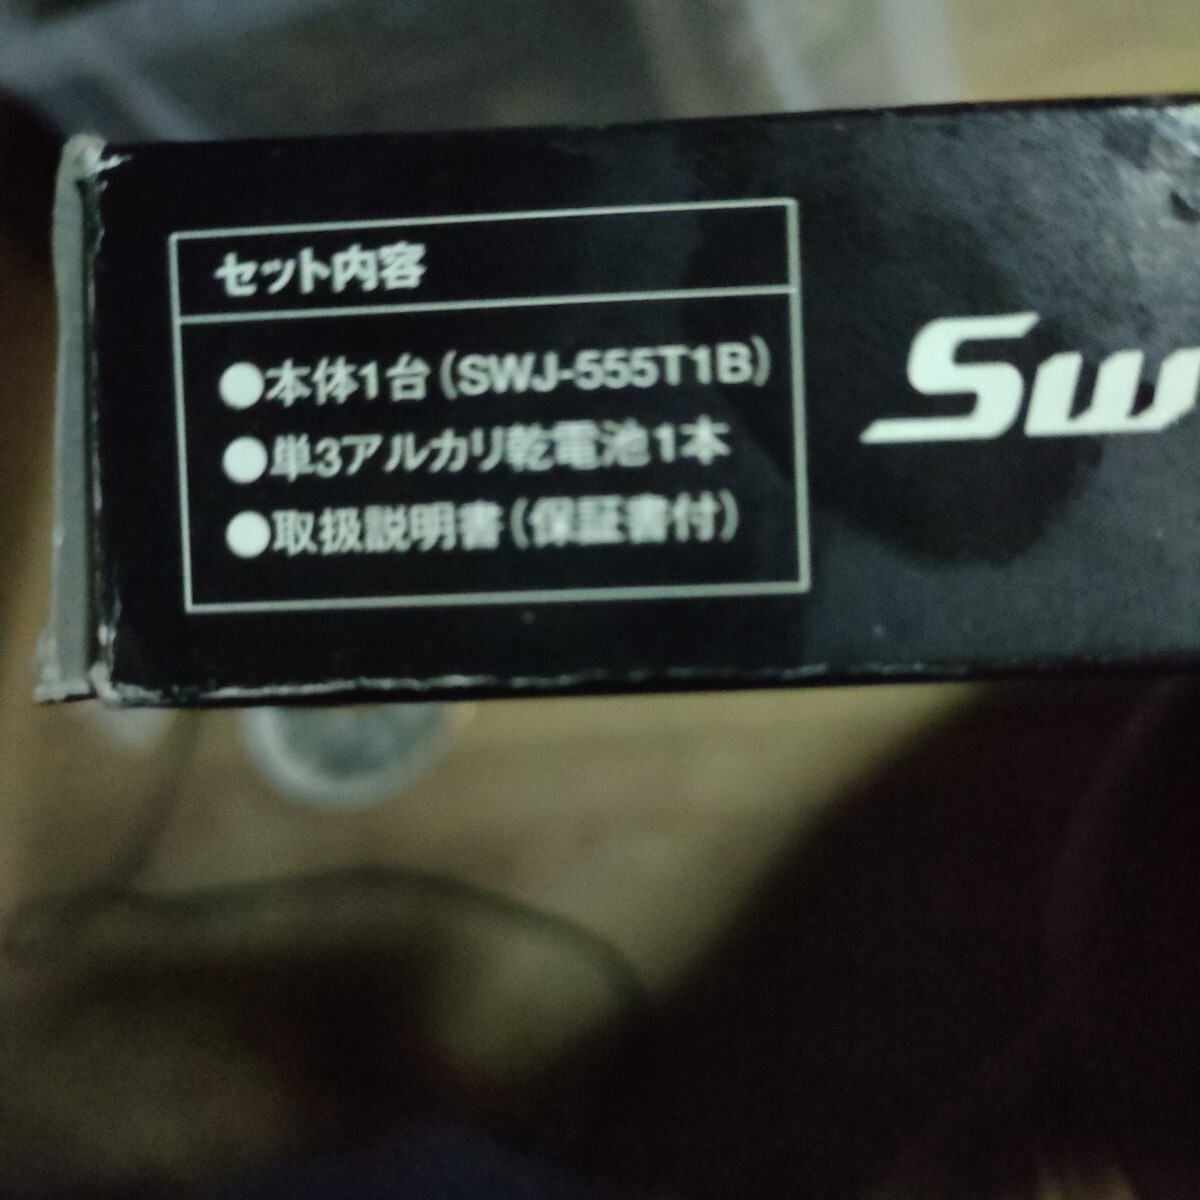 セット内容
●本体1台(SWJ-555T1B)
●単3アルカリ乾電池1本
●取扱説明書(保証書付)
Sw